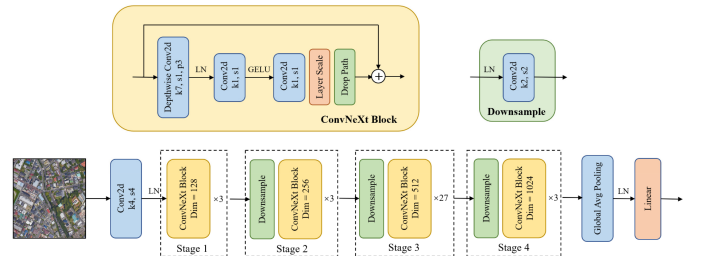 Depthwise Conv2d
k7, s1, p3
LN
Conv2d
k1, s1
GELU
Conv2d
k1, s1
Layer Scale
Drop Path
ConvNeXt Block
LN
Conv2d
k2, s2
Downsample
Conv2d
k4, s4
LN
ConvNeXt Block
Dim = 128
×3
Stage 1
Downsample
ConvNeXt Block
Dim = 256
×3
Stage 2
Downsample
ConvNeXt Block
Dim = 512
×27
Stage 3
Downsample
ConvNeXt Block
Dim = 1024
×3
Stage 4
Global Avg Pooling
LN
Linear